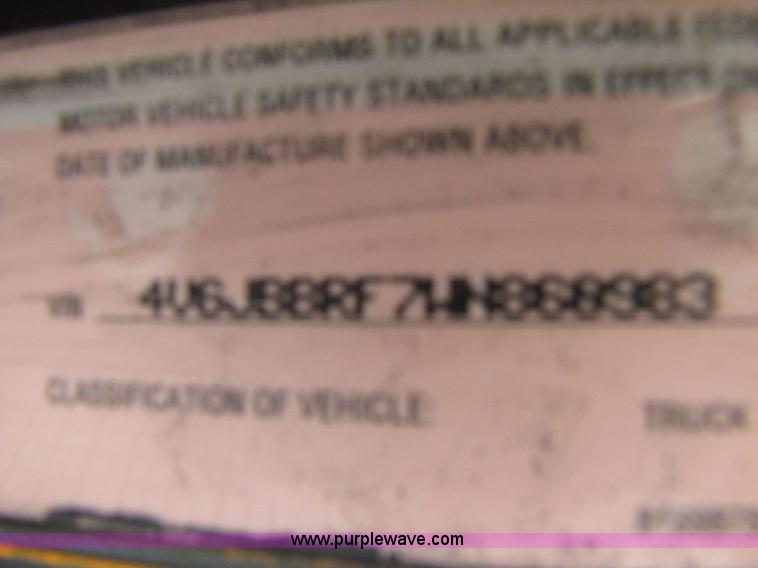 THIS VEHICLE CONFORMS TO ALL APPLICABLE
MOTOR VEHICLE SAFETY STANDARDS IN EFFECT ON
DATE OF MANUFACTURE SHOWN ABOVE.
VIN
CLASSIFICATION OF VEHICLE: TRUCK
www.purplewave.com